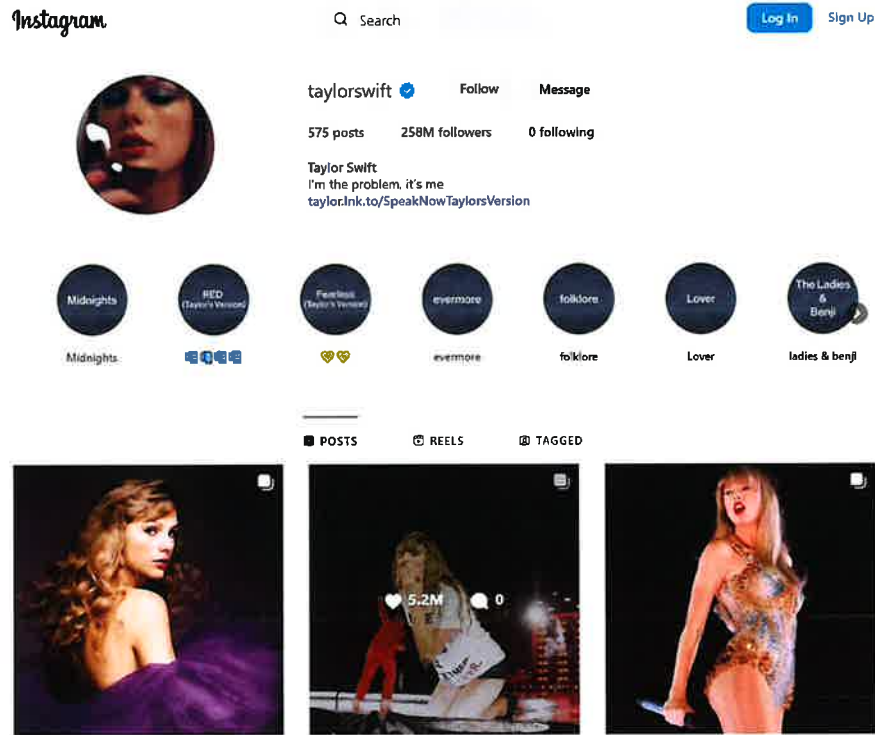 Instagram
Search
Log In
Sign Up
taylorswift
Follow
Message
575 posts
258M followers
0 following
Taylor Swift
I'm the problem, it's me
taylor.lnk.to/SpeakNowTaylorsVersion
Midnights
RED
(Taylor's Version)
Fearless
(Taylor's Version)
evermore
folklore
Lover
The Ladies
&
Benji
Midnights
evermore
folklore
Lover
ladies & benji
POSTS
REELS
TAGGED
5.2M
0